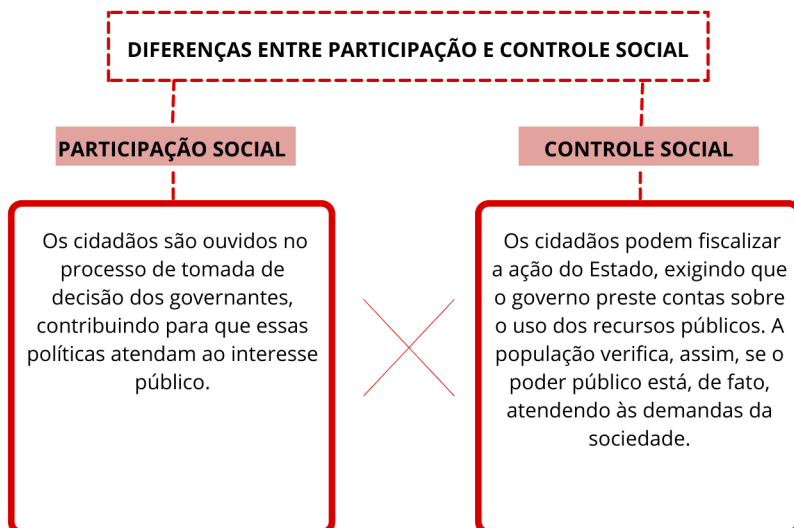 DIFERENÇAS ENTRE PARTICIPAÇÃO E CONTROLE SOCIAL
PARTICIPAÇÃO SOCIAL
Os cidadãos são ouvidos no
processo de tomada de
decisão dos governantes,
contribuindo para que essas
políticas atendam ao interesse
público.
CONTROLE SOCIAL
Os cidadãos podem fiscalizar
a ação do Estado, exigindo que
o governo preste contas sobre
o uso dos recursos públicos. A
população verifica, assim, se o
poder público está, de fato,
atendendo às demandas da
sociedade.